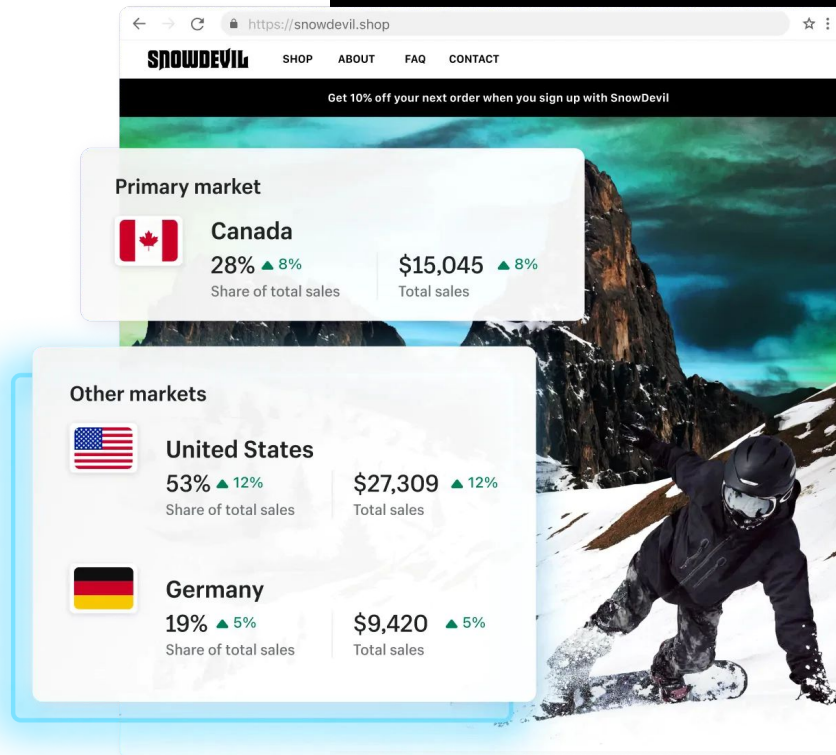 https://snowdevil.shop
SNOWDEVIL SHOP ABOUT FAQ CONTACT
Get 10% off your next order when you sign up with SnowDevil
Primary market
Canada
28% ▲ 8% $15,045 ▲ 8%
Share of total sales Total sales
Other markets
United States
53% ▲ 12% $27,309 ▲ 12%
Share of total sales Total sales
Germany
19% ▲ 5% $9,420 ▲ 5%
Share of total sales Total sales